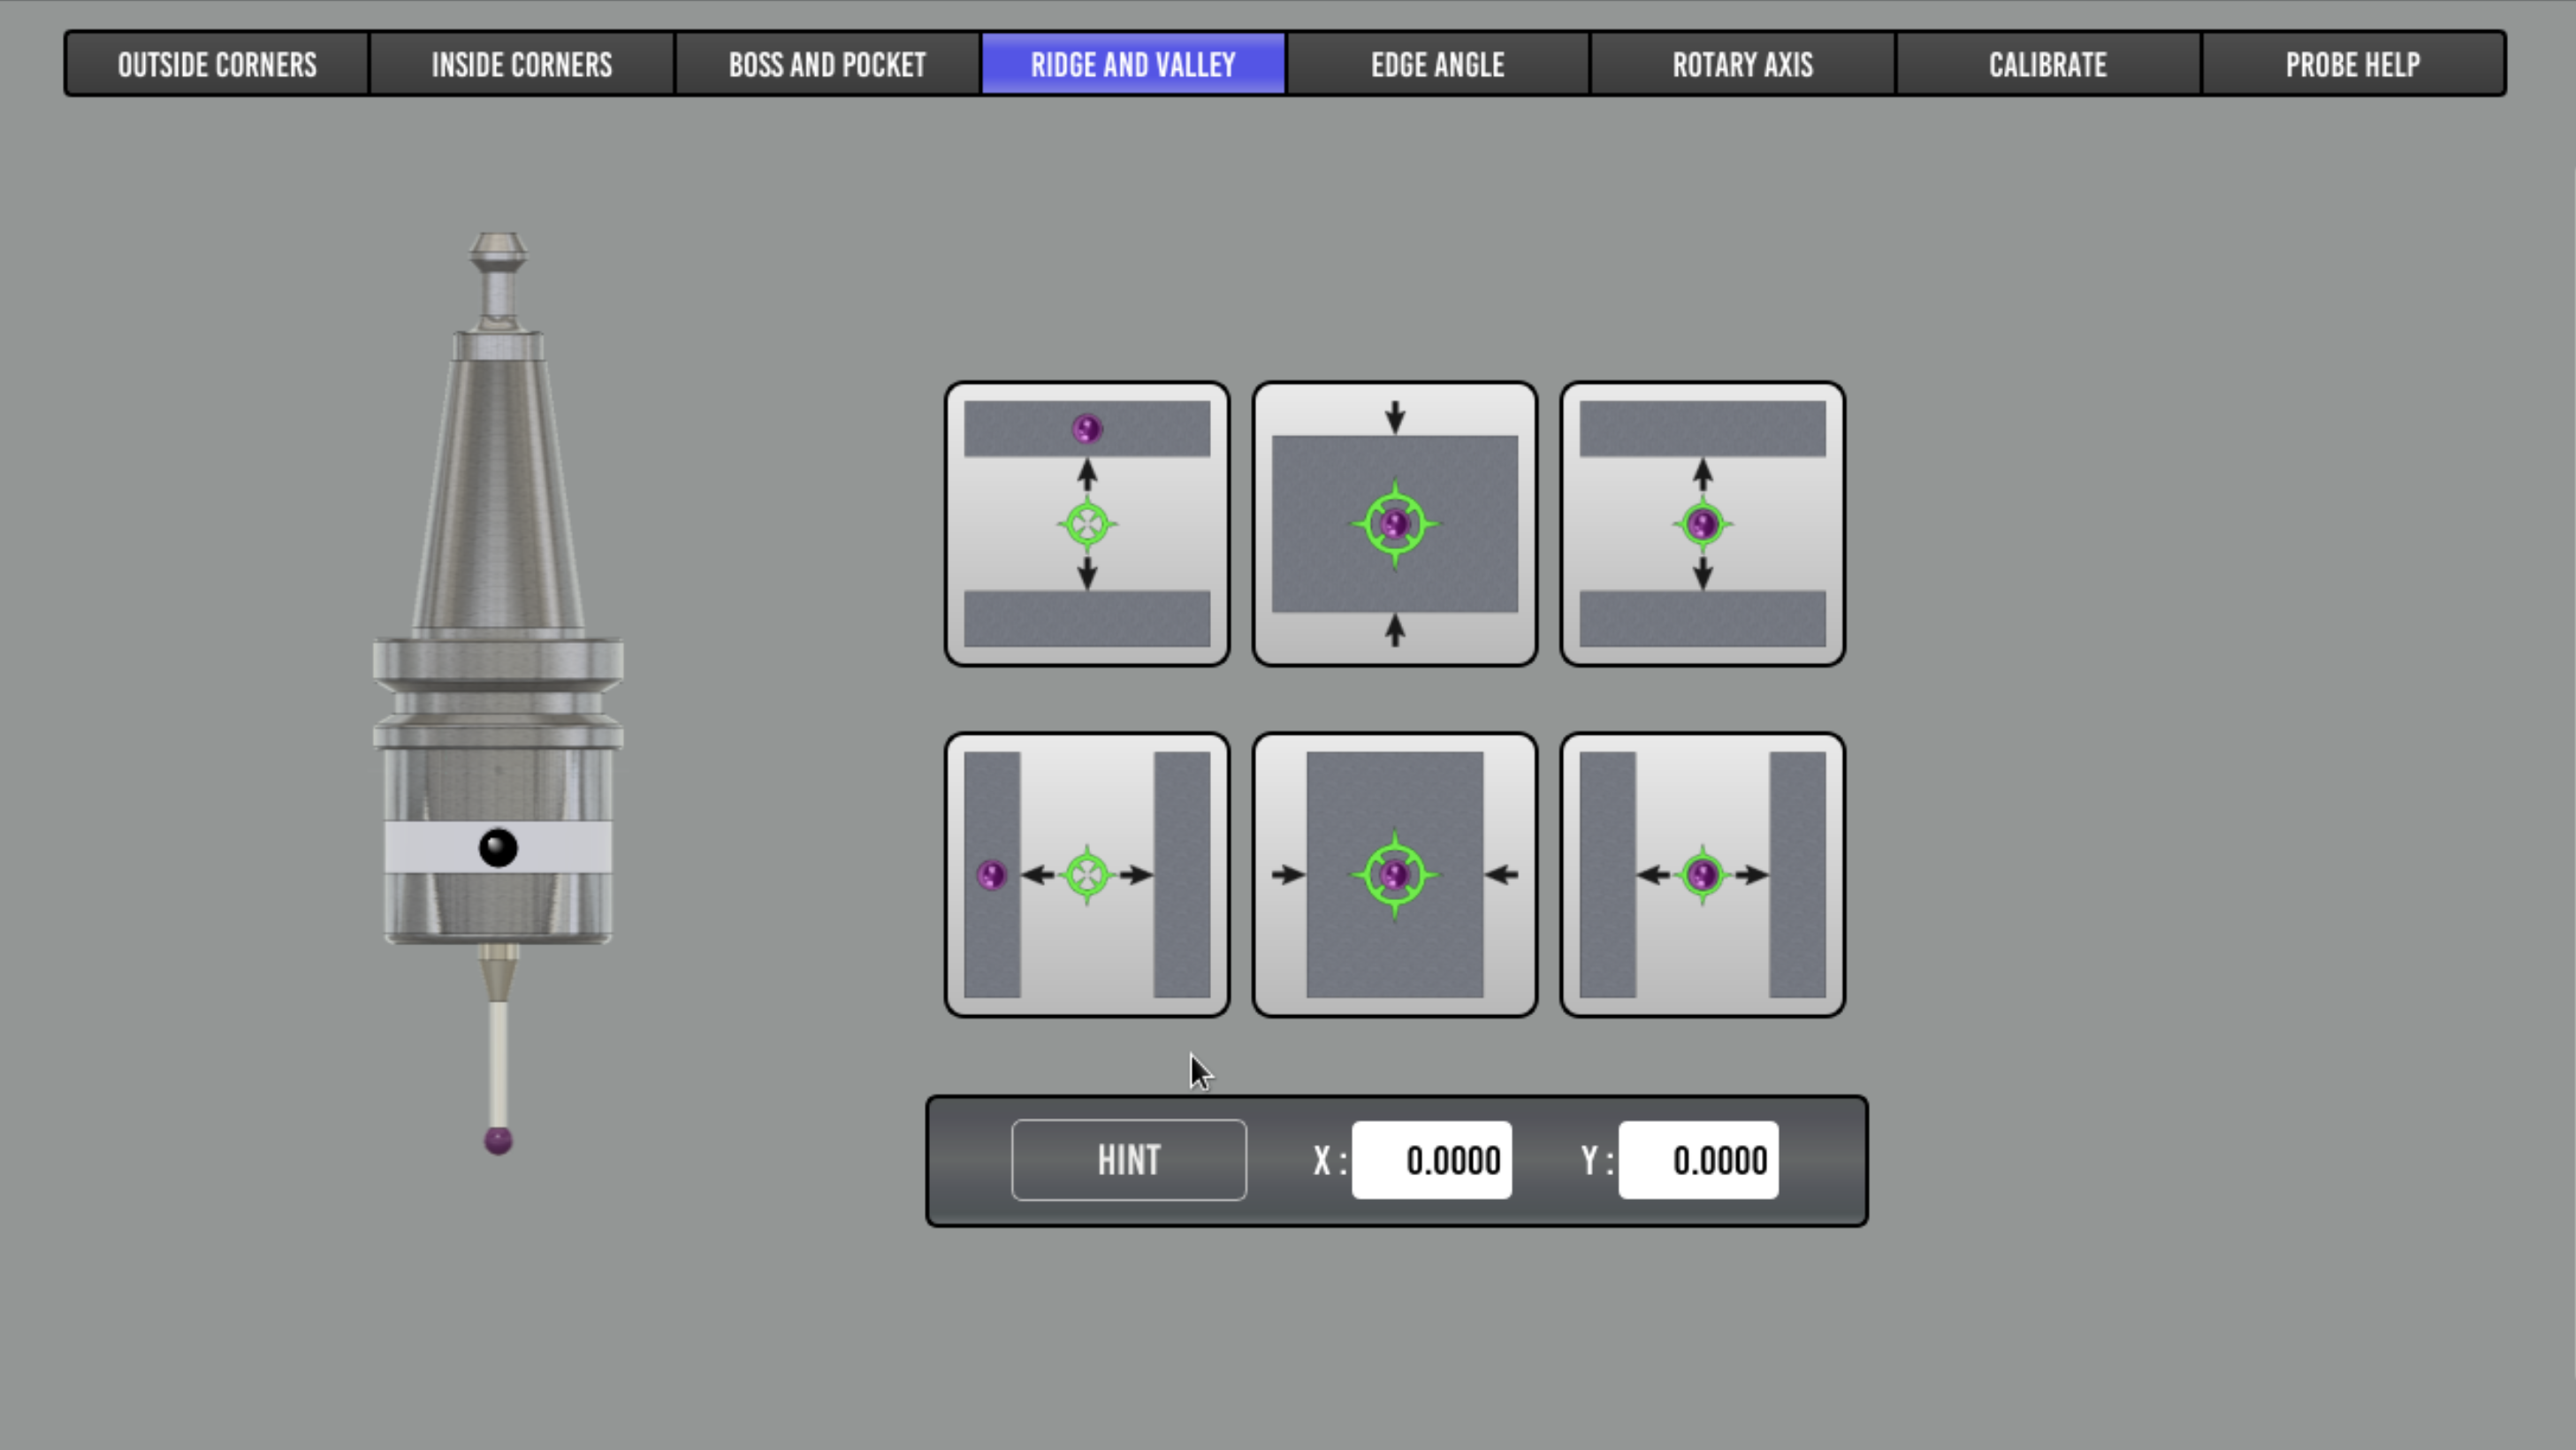 OUTSIDE CORNERS INSIDE CORNERS BOSS AND POCKET RIDGE AND VALLEY EDGE ANGLE ROTARY AXIS CALIBRATE PROBE HELP
HINT X : 0.0000 Y : 0.0000